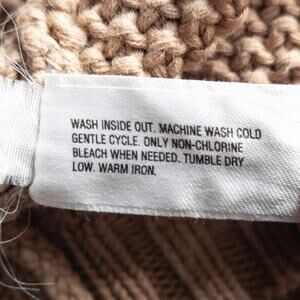 WASH INSIDE OUT. MACHINE WASH COLD
GENTLE CYCLE. ONLY NON-CHLORINE
BLEACH WHEN NEEDED. TUMBLE DRY
LOW. WARM IRON.